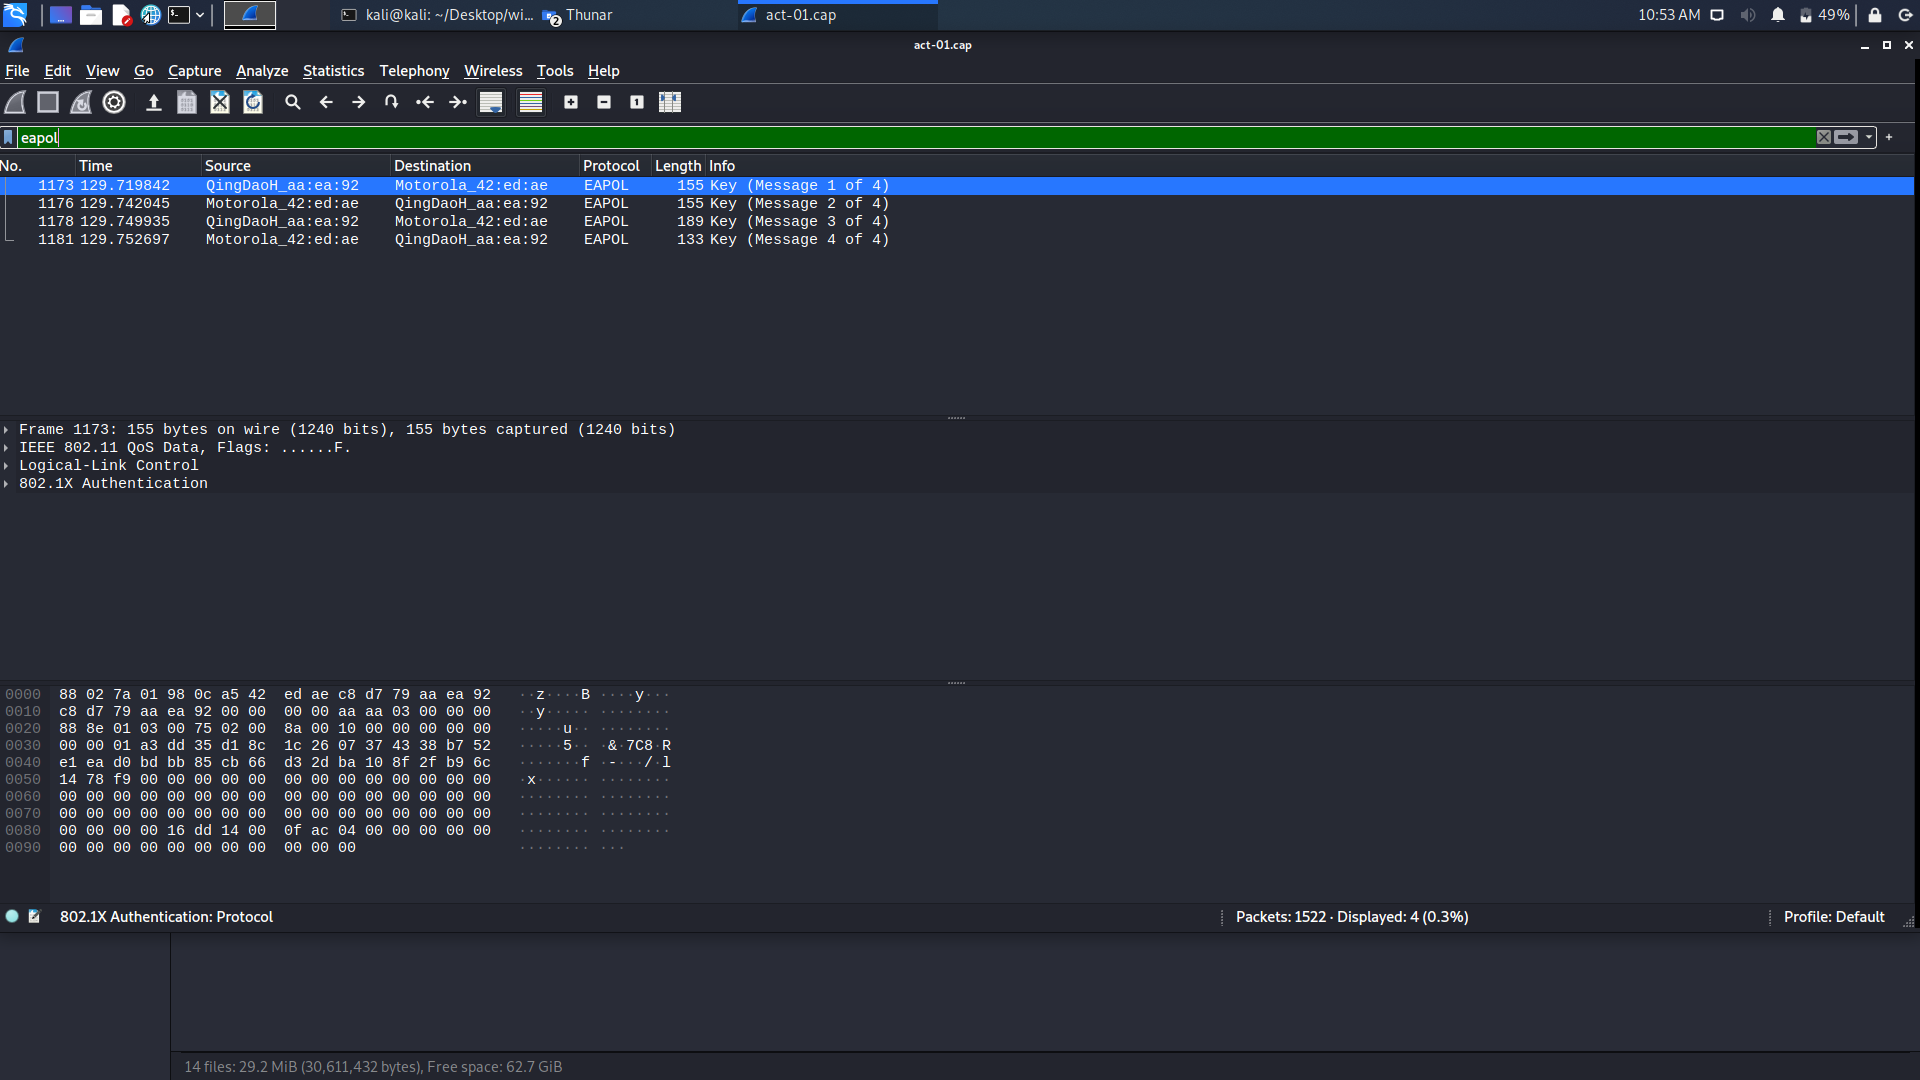 kali@kali: ~/Desktop/wi...
2 Thunar
act-01.cap
10:53 AM
49%
act-01.cap
File Edit View Go Capture Analyze Statistics Telephony Wireless Tools Help
eapol
No. Time Source Destination Protocol Length Info
1173 129.719842 QingDaoH_aa:ea:92 Motorola_42:ed:ae EAPOL 155 Key (Message 1 of 4)
1176 129.742045 Motorola_42:ed:ae QingDaoH_aa:ea:92 EAPOL 155 Key (Message 2 of 4)
1178 129.749935 QingDaoH_aa:ea:92 Motorola_42:ed:ae EAPOL 189 Key (Message 3 of 4)
1181 129.752697 Motorola_42:ed:ae QingDaoH_aa:ea:92 EAPOL 133 Key (Message 4 of 4)
Frame 1173: 155 bytes on wire (1240 bits), 155 bytes captured (1240 bits)
IEEE 802.11 QoS Data, Flags: ......F.
Logical-Link Control
802.1X Authentication
0000 88 02 7a 01 98 0c a5 42 ed ae c8 d7 79 aa ea 92 ··z····B ····y···
0010 c8 d7 79 aa ea 92 00 00 00 00 aa aa 03 00 00 00 ··y····· ········
0020 88 8e 01 03 00 75 02 00 8a 00 10 00 00 00 00 00 ·····u·· ········
0030 00 00 01 a3 dd 35 d1 8c 1c 26 07 37 43 38 b7 52 ·····5·· ·&·7C8·R
0040 e1 ea d0 bd bb 85 cb 66 d3 2d ba 10 8f 2f b9 6c ·······f ·-···/·l
0050 14 78 f9 00 00 00 00 00 00 00 00 00 00 00 00 00 ·x······ ········
0060 00 00 00 00 00 00 00 00 00 00 00 00 00 00 00 00 ········ ········
0070 00 00 00 00 00 00 00 00 00 00 00 00 00 00 00 00 ········ ········
0080 00 00 00 00 16 dd 14 00 0f ac 04 00 00 00 00 00 ········ ········
0090 00 00 00 00 00 00 00 00 00 00 00 ········ ···
802.1X Authentication: Protocol
Packets: 1522 · Displayed: 4 (0.3%)
Profile: Default
14 files: 29.2 MiB (30,611,432 bytes), Free space: 62.7 GiB